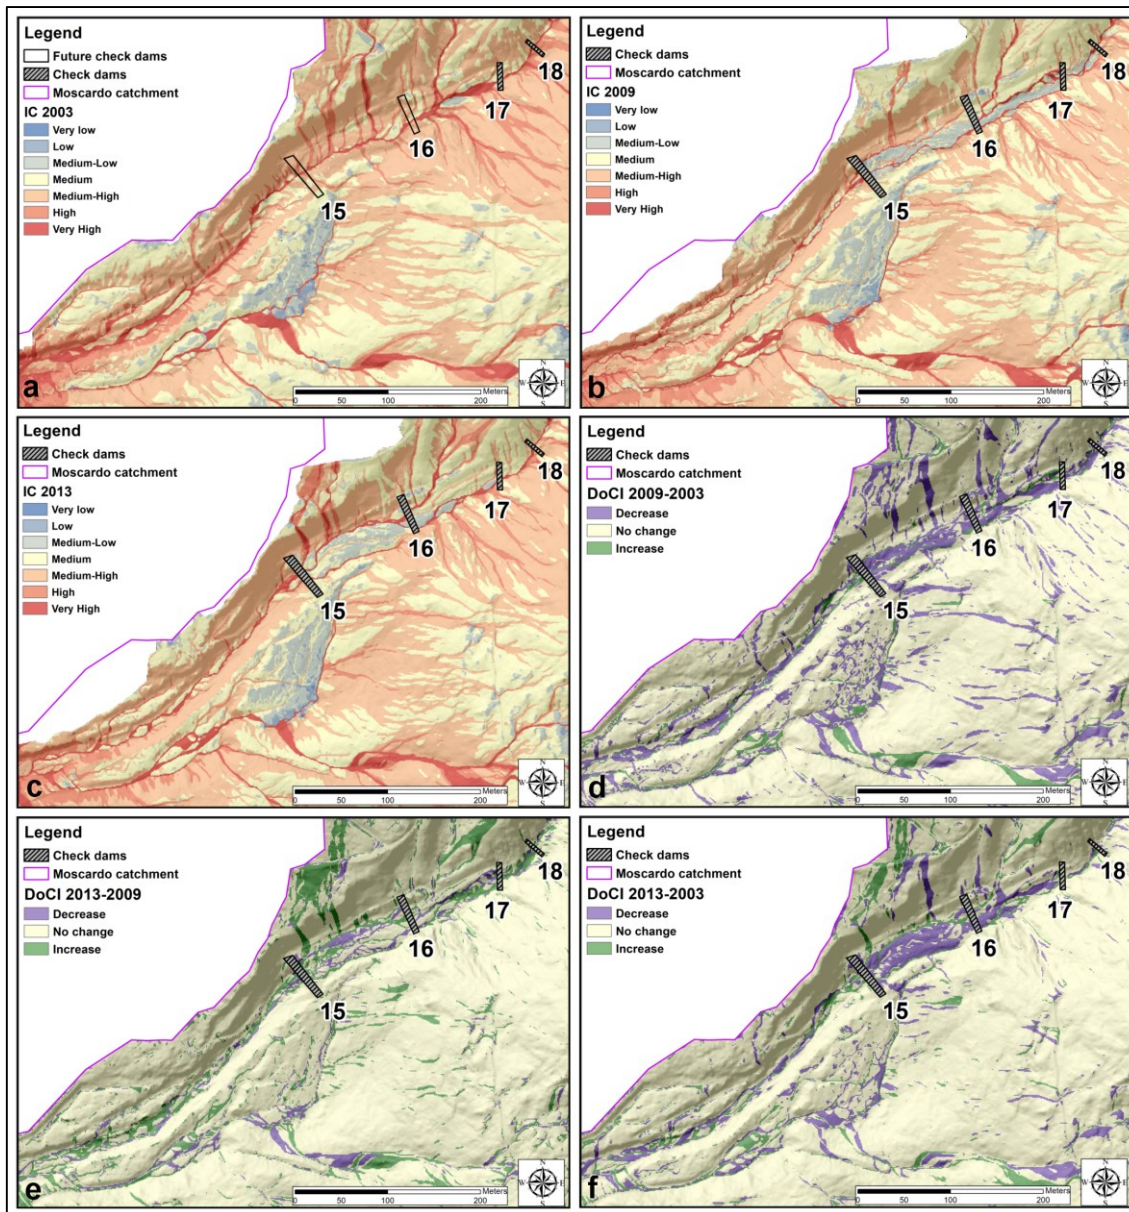 Legend
Future check dams
Check dams
Moscardo catchment
IC 2003
Very low
Low
Medium-Low
Medium
Medium-High
High
Very High
18
17
16
15
N
W E
S
Meters
50 100 200
a
Legend
Check dams
Moscardo catchment
IC 2009
Very low
Low
Medium-Low
Medium
Medium-High
High
Very High
18
17
16
15
N
W E
S
Meters
50 100 200
b
Legend
Check dams
Moscardo catchment
IC 2013
Very low
Low
Medium-Low
Medium
Medium-High
High
Very High
18
17
16
15
N
W E
S
Meters
50 100 200
c
Legend
Check dams
Moscardo catchment
DoCI 2009-2003
Decrease
No change
Increase
18
17
16
15
N
W E
S
Meters
50 100 200
d
Legend
Check dams
Moscardo catchment
DoCI 2013-2009
Decrease
No change
Increase
18
17
16
15
N
W E
S
Meters
50 100 200
e
Legend
Check dams
Moscardo catchment
DoCI 2013-2003
Decrease
No change
Increase
18
17
16
15
N
W E
S
Meters
50 100 200
f